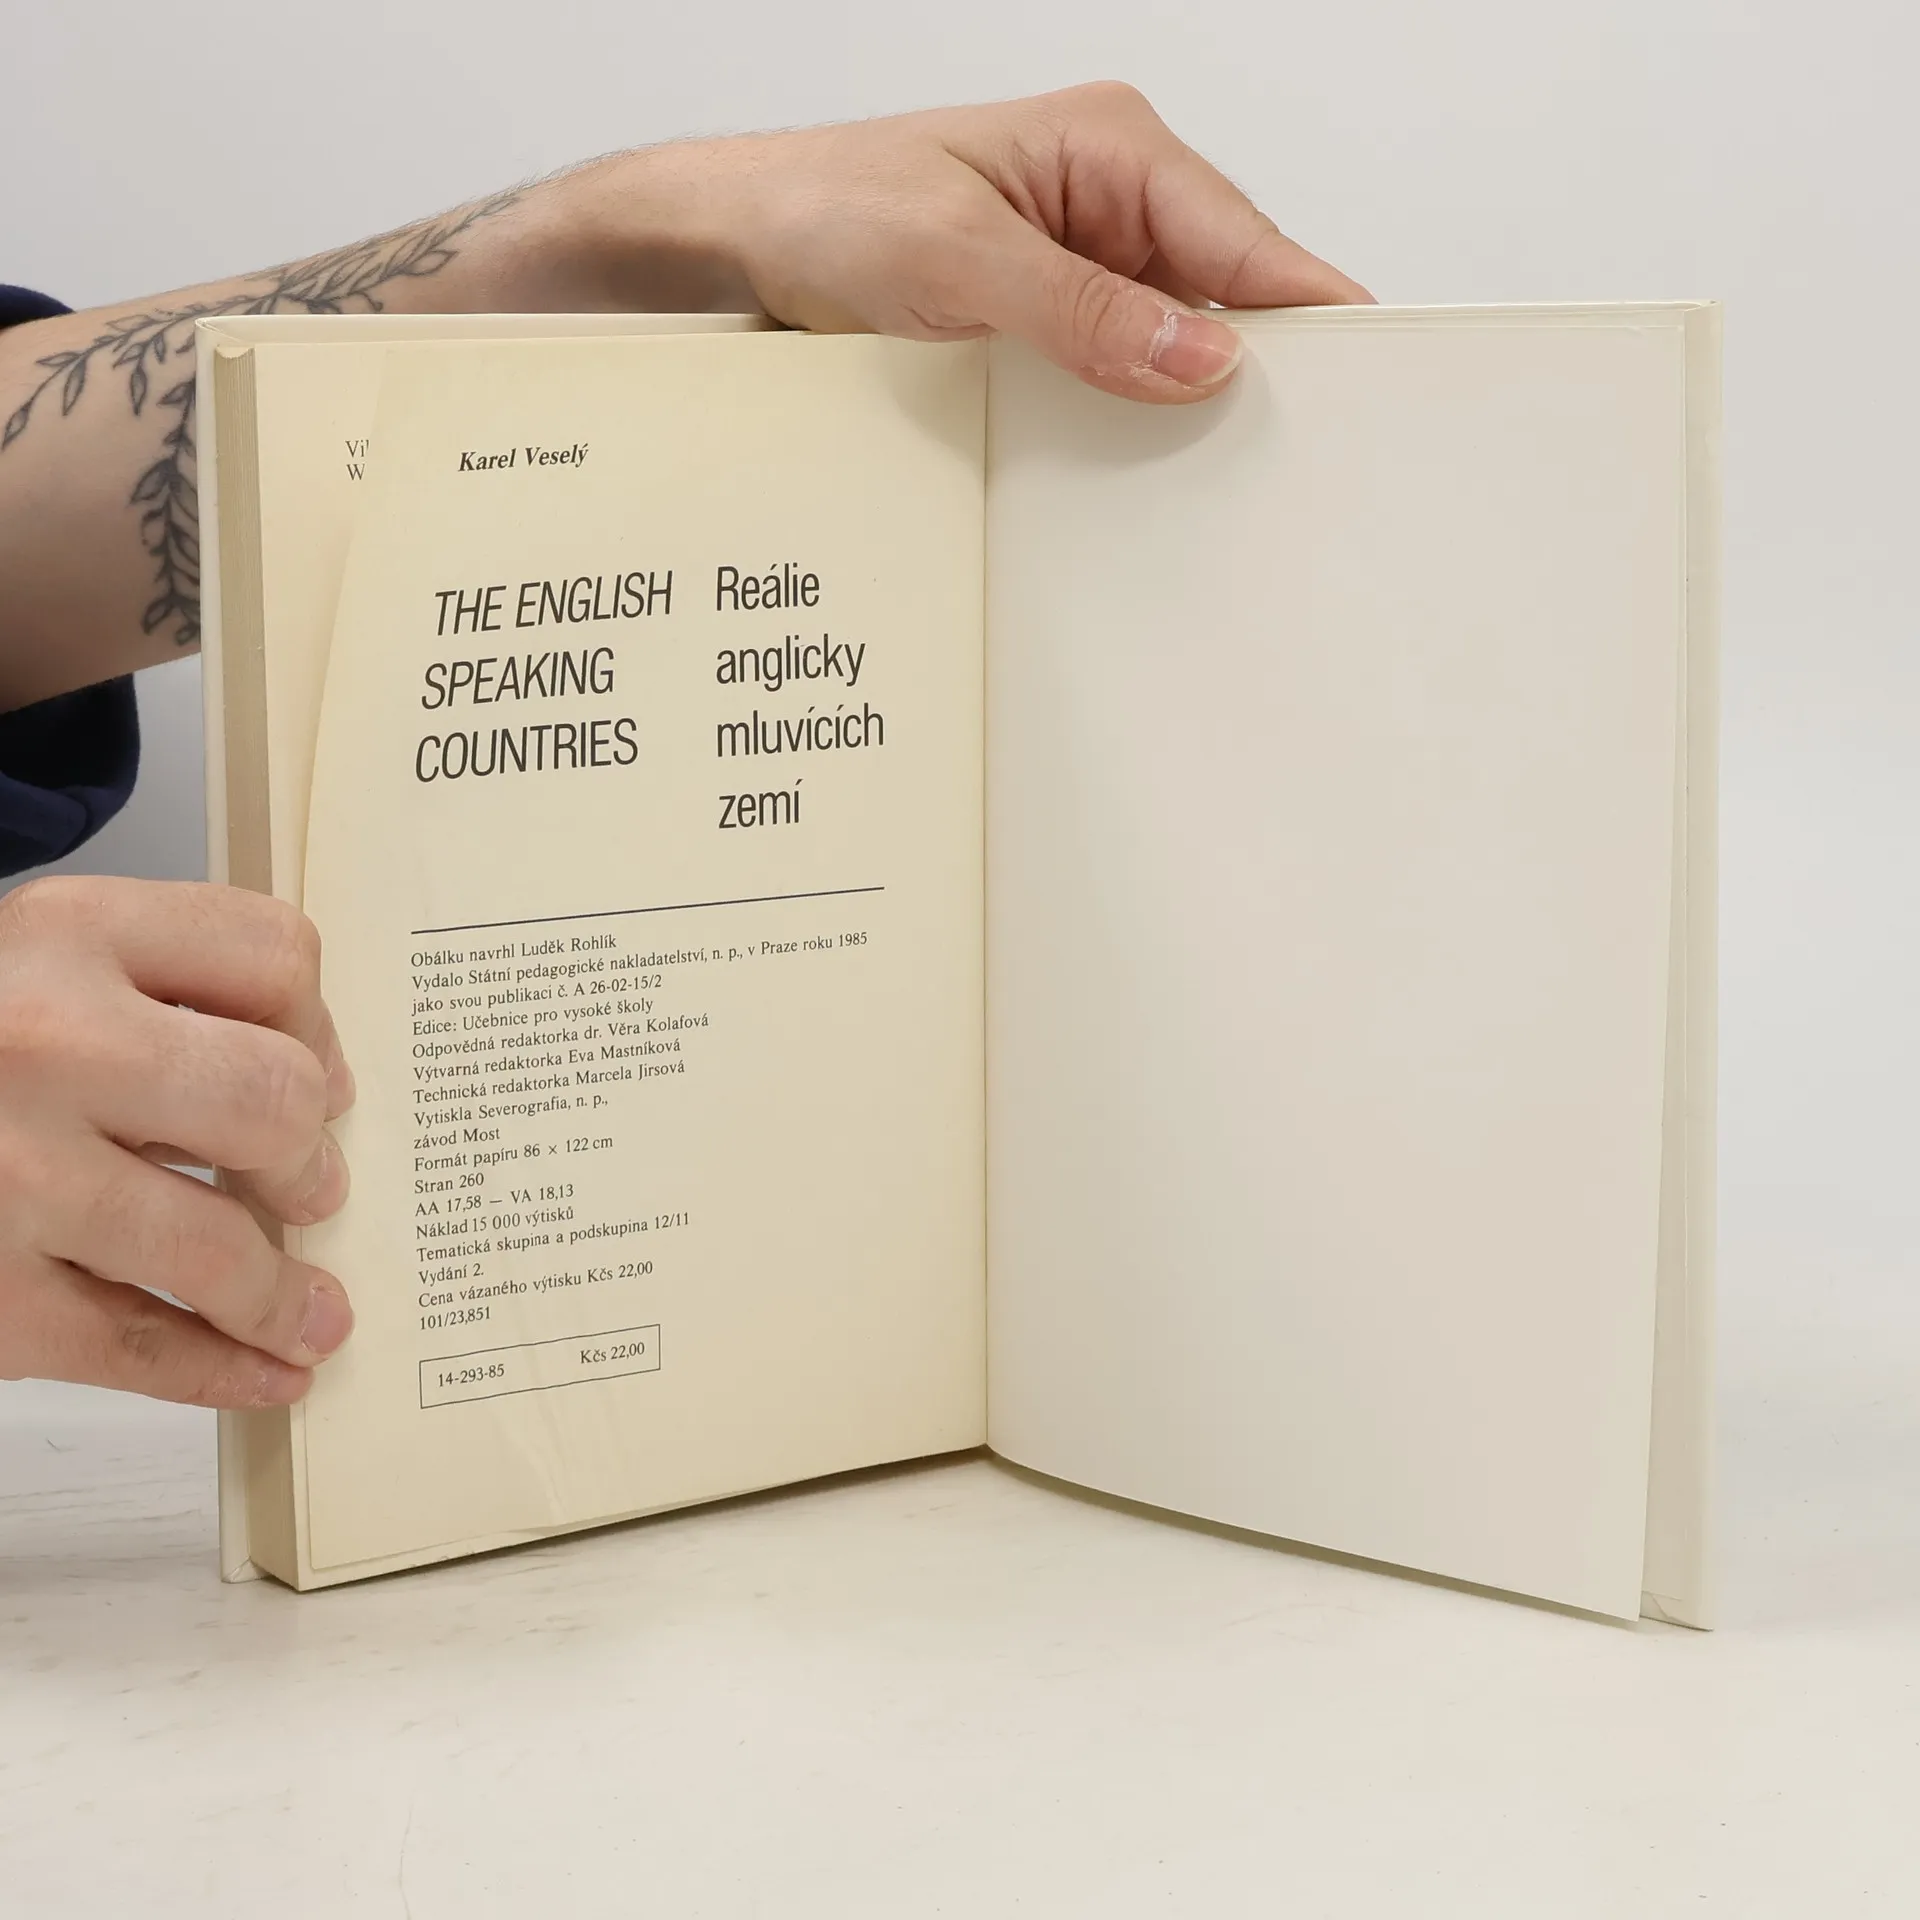 Karel Veselý
THE ENGLISH
SPEAKING
COUNTRIES
Reálie
anglicky
mluvících
zemí
Obálku navrhl Luděk Rohlík
Vydalo Státní pedagogické nakladatelství, n. p., v Praze roku 1985
jako svou publikaci č. A 26-02-15/2
Edice: Učebnice pro vysoké školy
Odpovědná redaktorka dr. Věra Kolafová
Výtvarná redaktorka Eva Mastníková
Technická redaktorka Marcela Jirsová
Vytiskla Severografia, n. p.,
závod Most
Formát papíru 86 × 122 cm
Stran 260
AA 17,58 — VA 18,13
Náklad 15 000 výtisků
Tematická skupina a podskupina 12/11
Vydání 2.
Cena vázaného výtisku Kčs 22,00
101/23,851
14-293-85 Kčs 22,00